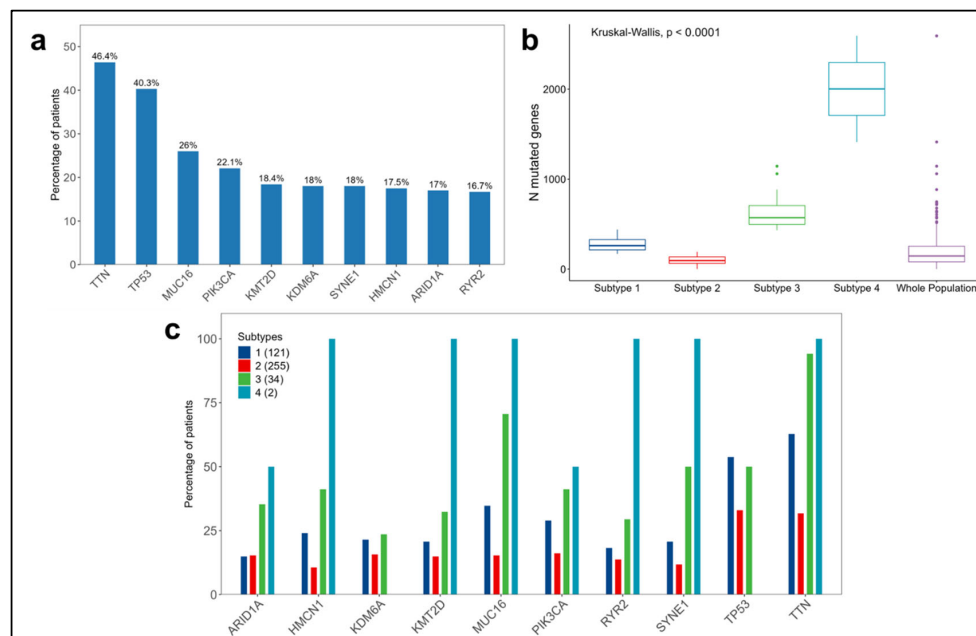 a
Percentage of patients
50
40
30
20
10
0
46.4%
40.3%
26%
22.1%
18.4%
18%
18%
17.5%
17%
16.7%
TTN
TP53
MUC16
PIK3CA
KMT2D
KDM6A
SYNE1
HMCN1
ARID1A
RYR2
b
Kruskal-Wallis, p < 0.0001
N mutated genes
2000
1000
0
Subtype 1
Subtype 2
Subtype 3
Subtype 4
Whole Population
c
Percentage of patients
100
75
50
25
0
Subtypes
1 (121)
2 (255)
3 (34)
4 (2)
ARID1A
HMCN1
KDM6A
KMT2D
MUC16
PIK3CA
RYR2
SYNE1
TP53
TTN